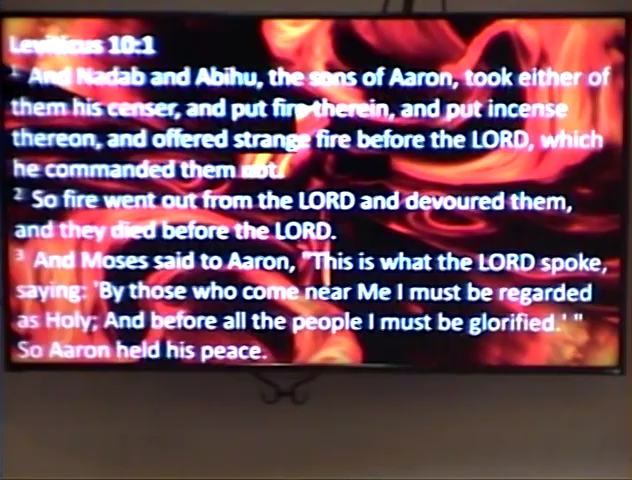 Leviticus 10:1
¹ And Nadab and Abihu, the sons of Aaron, took either of
them his censer, and put fire therein, and put incense
thereon, and offered strange fire before the LORD, which
he commanded them not.
² So fire went out from the LORD and devoured them,
and they died before the LORD.
³ And Moses said to Aaron, "This is what the LORD spoke,
saying: 'By those who come near Me I must be regarded
as Holy; And before all the people I must be glorified.' "
So Aaron held his peace.